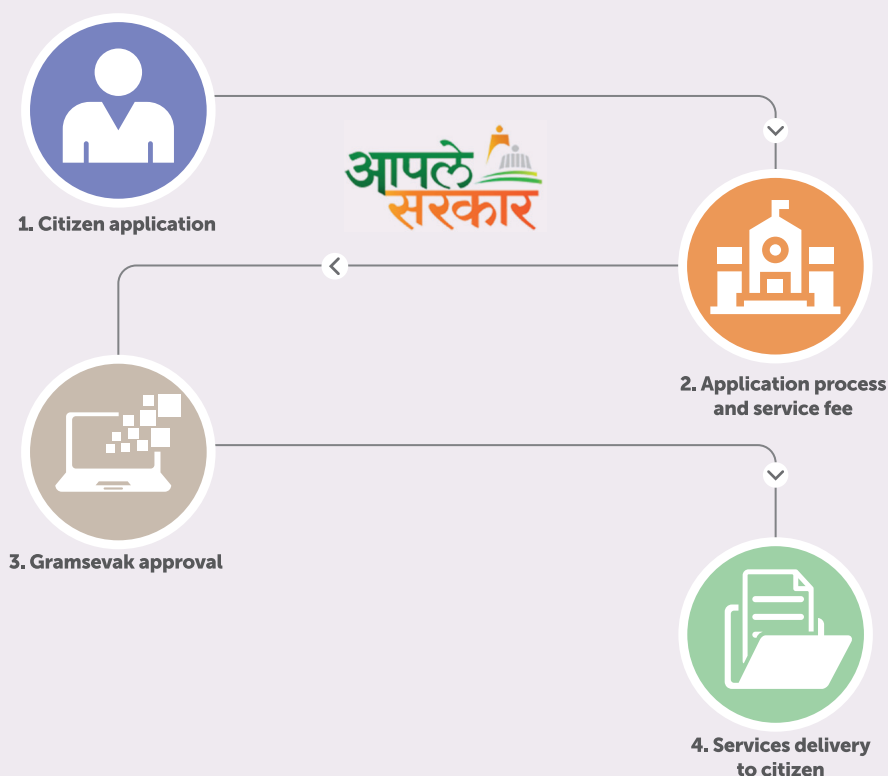 आपले
सरकार
1. Citizen application
2. Application process
and service fee
3. Gramsevak approval
4. Services delivery
to citizen